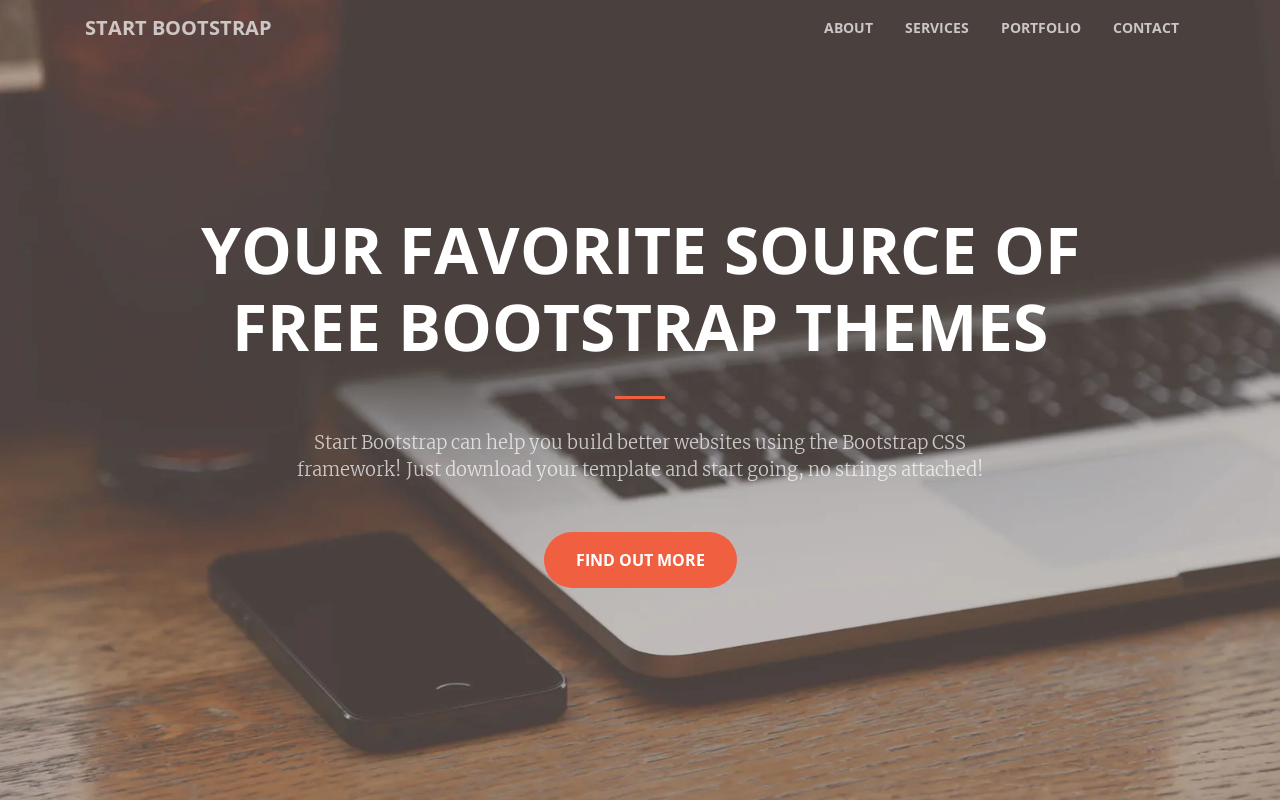 START BOOTSTRAP
ABOUT SERVICES PORTFOLIO CONTACT
YOUR FAVORITE SOURCE OF
FREE BOOTSTRAP THEMES
Start Bootstrap can help you build better websites using the Bootstrap CSS
framework! Just download your template and start going, no strings attached!
FIND OUT MORE